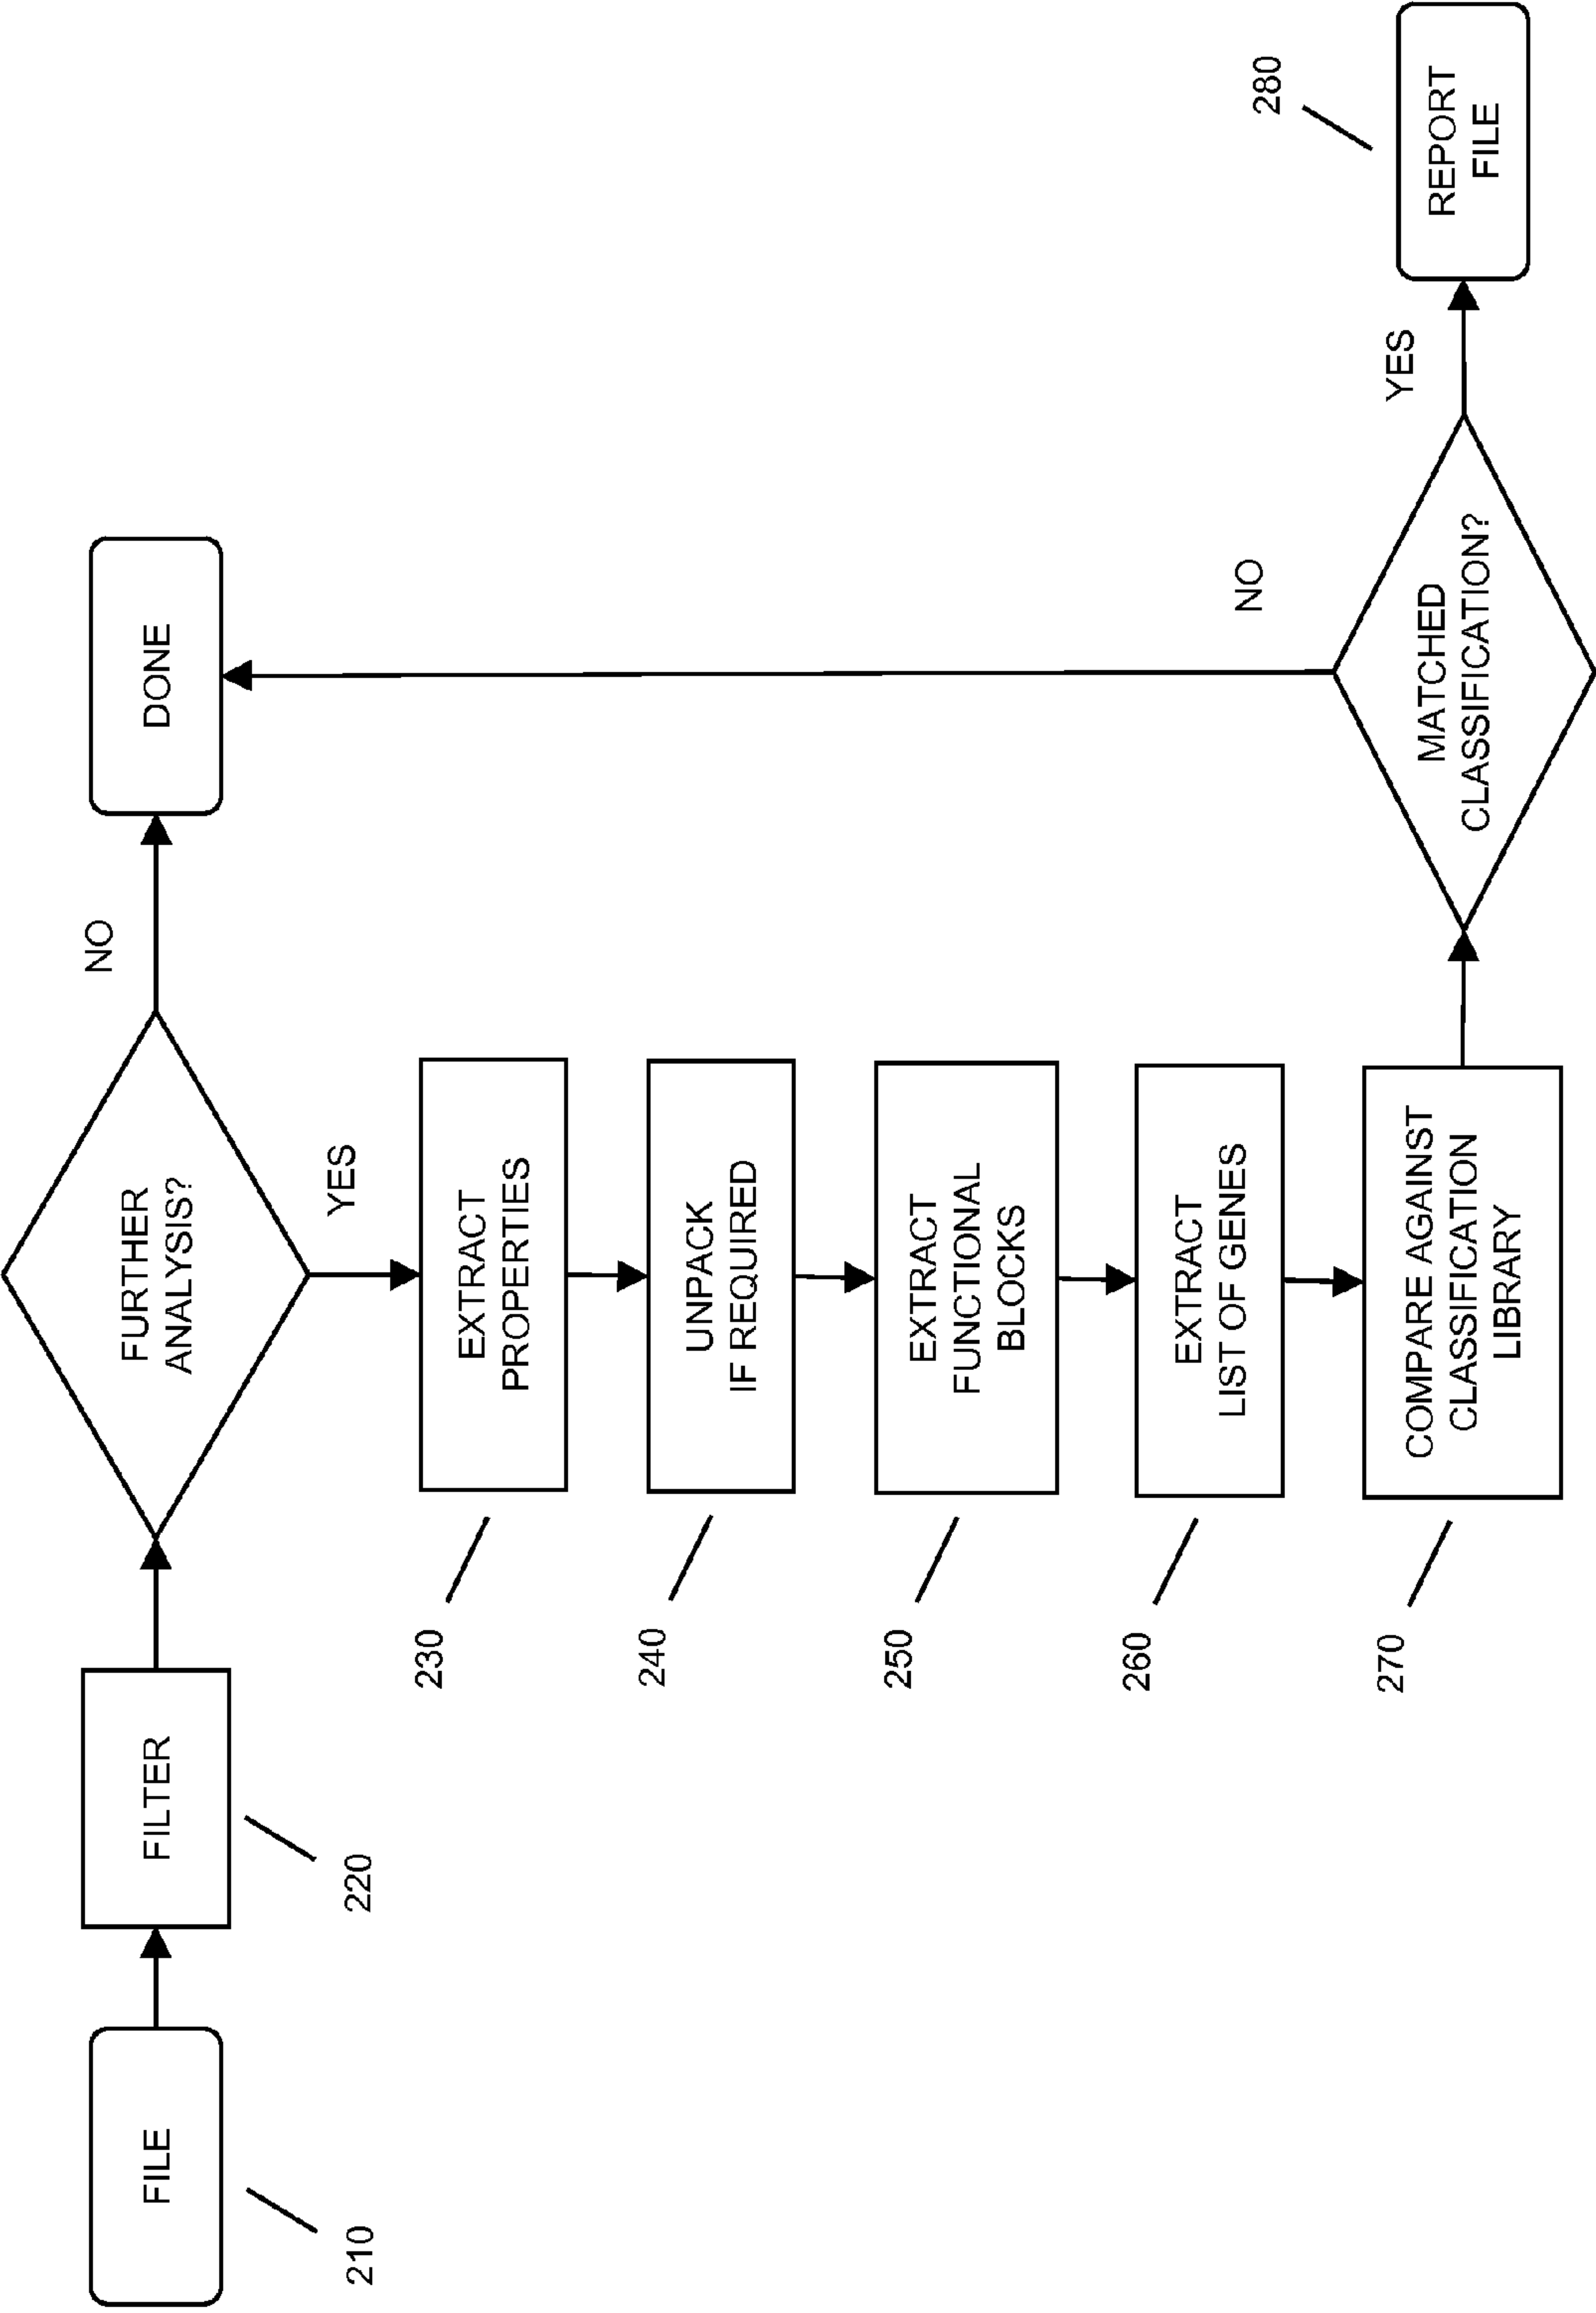 FILE
210
FILTER
220
FURTHER
ANALYSIS?
NO
DONE
YES
EXTRACT
PROPERTIES
230
UNPACK
IF REQUIRED
240
EXTRACT
FUNCTIONAL
BLOCKS
250
EXTRACT
LIST OF GENES
260
COMPARE AGAINST
CLASSIFICATION
LIBRARY
270
MATCHED
CLASSIFICATION?
NO
YES
REPORT
FILE
280